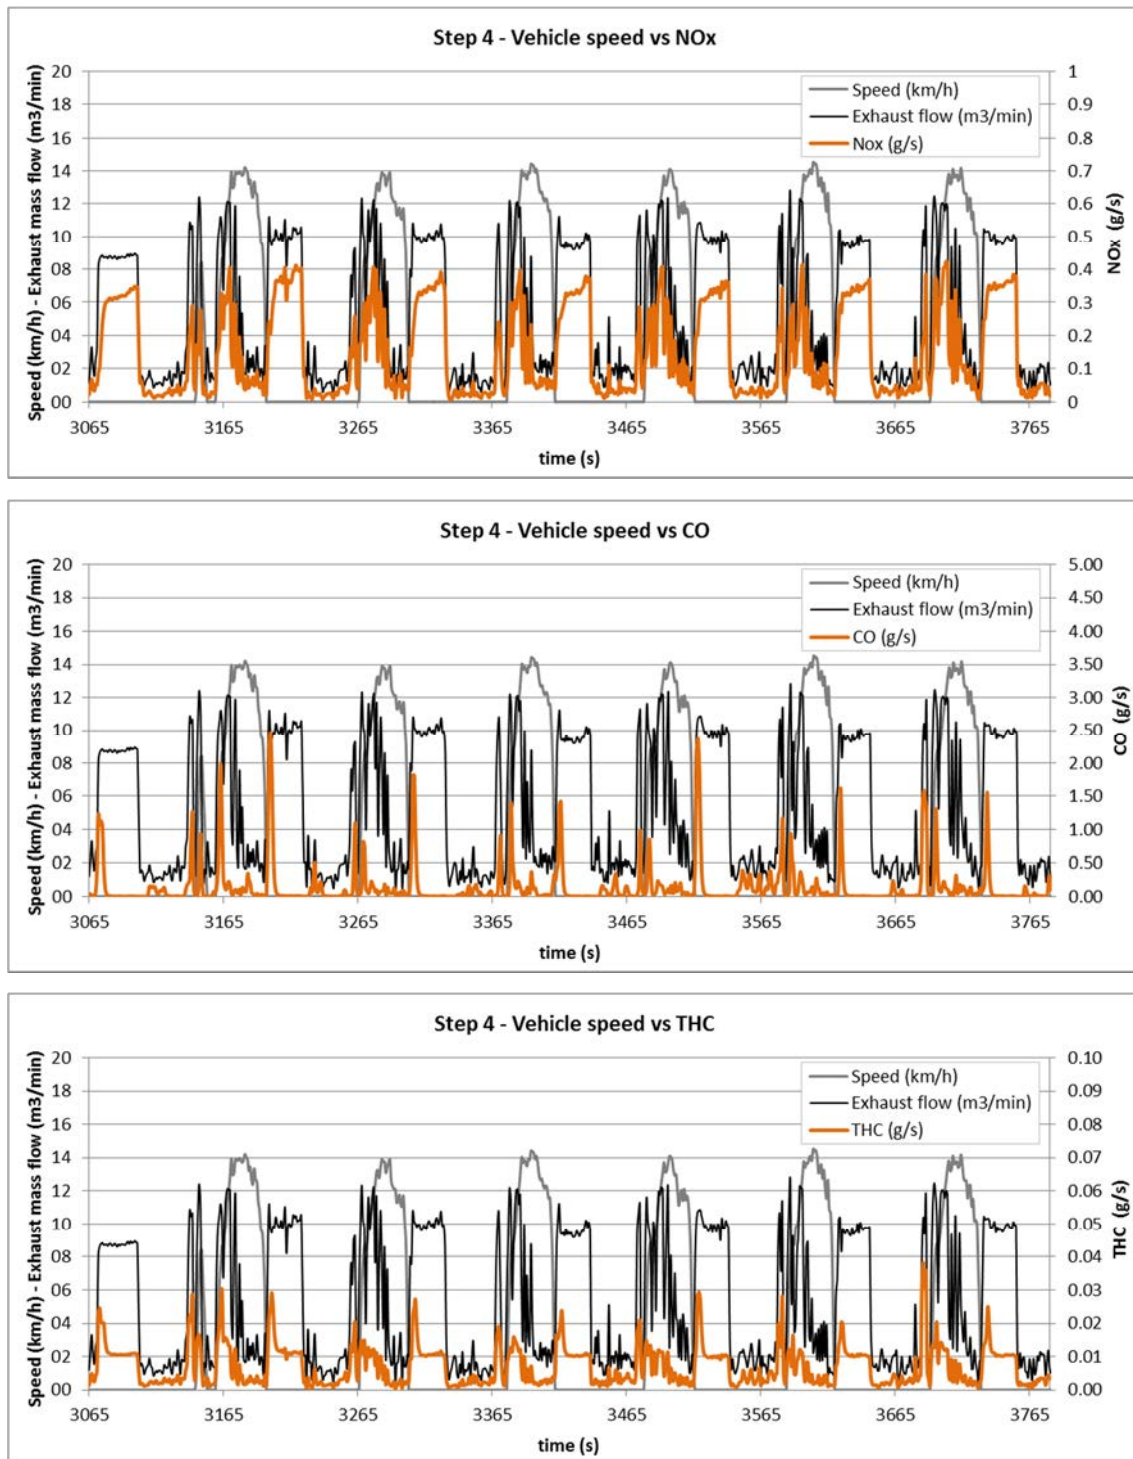 Step 4 - Vehicle speed vs NOx
Speed (km/h) - Exhaust mass flow (m3/min)
20
18
16
14
12
10
08
06
04
02
00
Speed (km/h)
Exhaust flow (m3/min)
Nox (g/s)
1
0.9
0.8
0.7
0.6
0.5
0.4
0.3
0.2
0.1
0
NOx (g/s)
3065 3165 3265 3365 3465 3565 3665 3765
time (s)
Step 4 - Vehicle speed vs CO
Speed (km/h) - Exhaust mass flow (m3/min)
20
18
16
14
12
10
08
06
04
02
00
Speed (km/h)
Exhaust flow (m3/min)
CO (g/s)
5.00
4.50
4.00
3.50
3.00
2.50
2.00
1.50
1.00
0.50
0.00
CO (g/s)
3065 3165 3265 3365 3465 3565 3665 3765
time (s)
Step 4 - Vehicle speed vs THC
Speed (km/h) - Exhaust mass flow (m3/min)
20
18
16
14
12
10
08
06
04
02
00
Speed (km/h)
Exhaust flow (m3/min)
THC (g/s)
0.10
0.09
0.08
0.07
0.06
0.05
0.04
0.03
0.02
0.01
0.00
THC (g/s)
3065 3165 3265 3365 3465 3565 3665 3765
time (s)